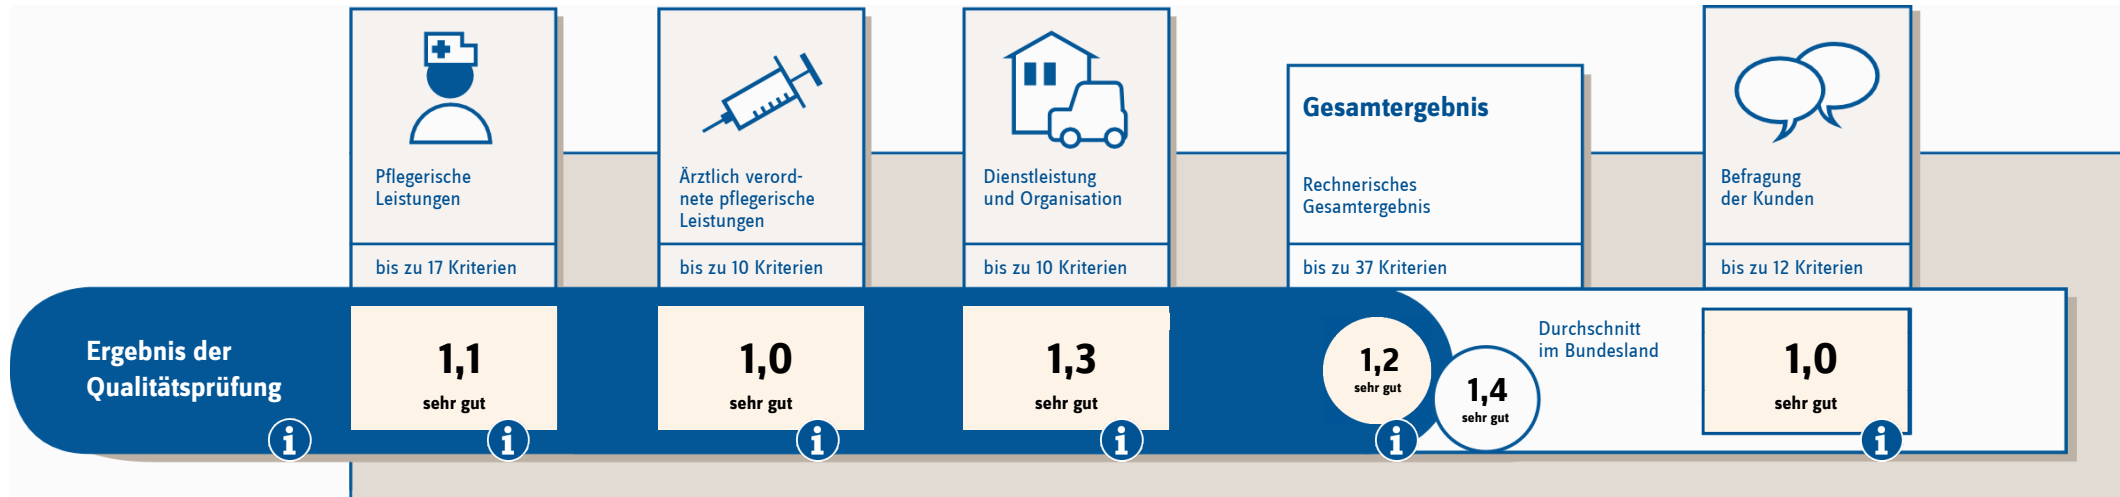 Pflegerische
Leistungen
bis zu 17 Kriterien
Ärztlich verord-
nete pflegerische
Leistungen
bis zu 10 Kriterien
Dienstleistung
und Organisation
bis zu 10 Kriterien
Gesamtergebnis
Rechnerisches
Gesamtergebnis
bis zu 37 Kriterien
Befragung
der Kunden
bis zu 12 Kriterien
Ergebnis der
Qualitätsprüfung
i
1,1
sehr gut
i
1,0
sehr gut
i
1,3
sehr gut
i
1,2
sehr gut
i
1,4
sehr gut
Durchschnitt
im Bundesland
1,0
sehr gut
i